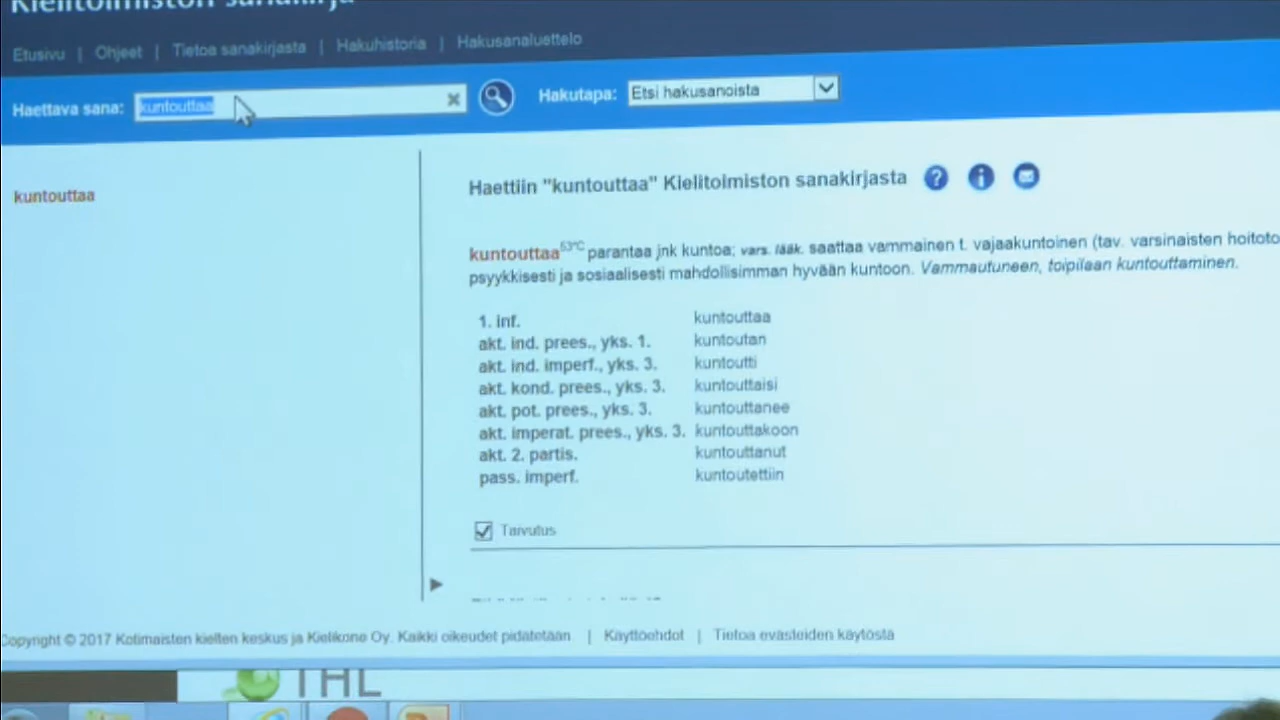 Kielitoimiston sanakirja
Etusivu | Ohjeet | Tietoa sanakirjasta | Hakuhistoria | Hakusanaluettelo
Haettava sana: kuntouttaa Hakutapa: Etsi hakusanoista
kuntouttaa
Haettiin "kuntouttaa" Kielitoimiston sanakirjasta
kuntouttaa53*C parantaa jnk kuntoa; vars. lääk. saattaa vammainen t. vajaakuntoinen (tav. varsinaisten hoitoto
psyykkisesti ja sosiaalisesti mahdollisimman hyvään kuntoon. Vammautuneen, toipilaan kuntouttaminen.
1. inf. kuntouttaa
akt. ind. prees., yks. 1. kuntoutan
akt. ind. imperf., yks. 3. kuntoutti
akt. kond. prees., yks. 3. kuntouttaisi
akt. pot. prees., yks. 3. kuntouttanee
akt. imperat. prees., yks. 3. kuntouttakoon
akt. 2. partis. kuntouttanut
pass. imperf. kuntoutettiin
Taivutus
Copyright © 2017 Kotimaisten kielten keskus ja Kielikone Oy. Kaikki oikeudet pidätetään | Käyttöehdot | Tietoa evästeiden käytöstä
THL